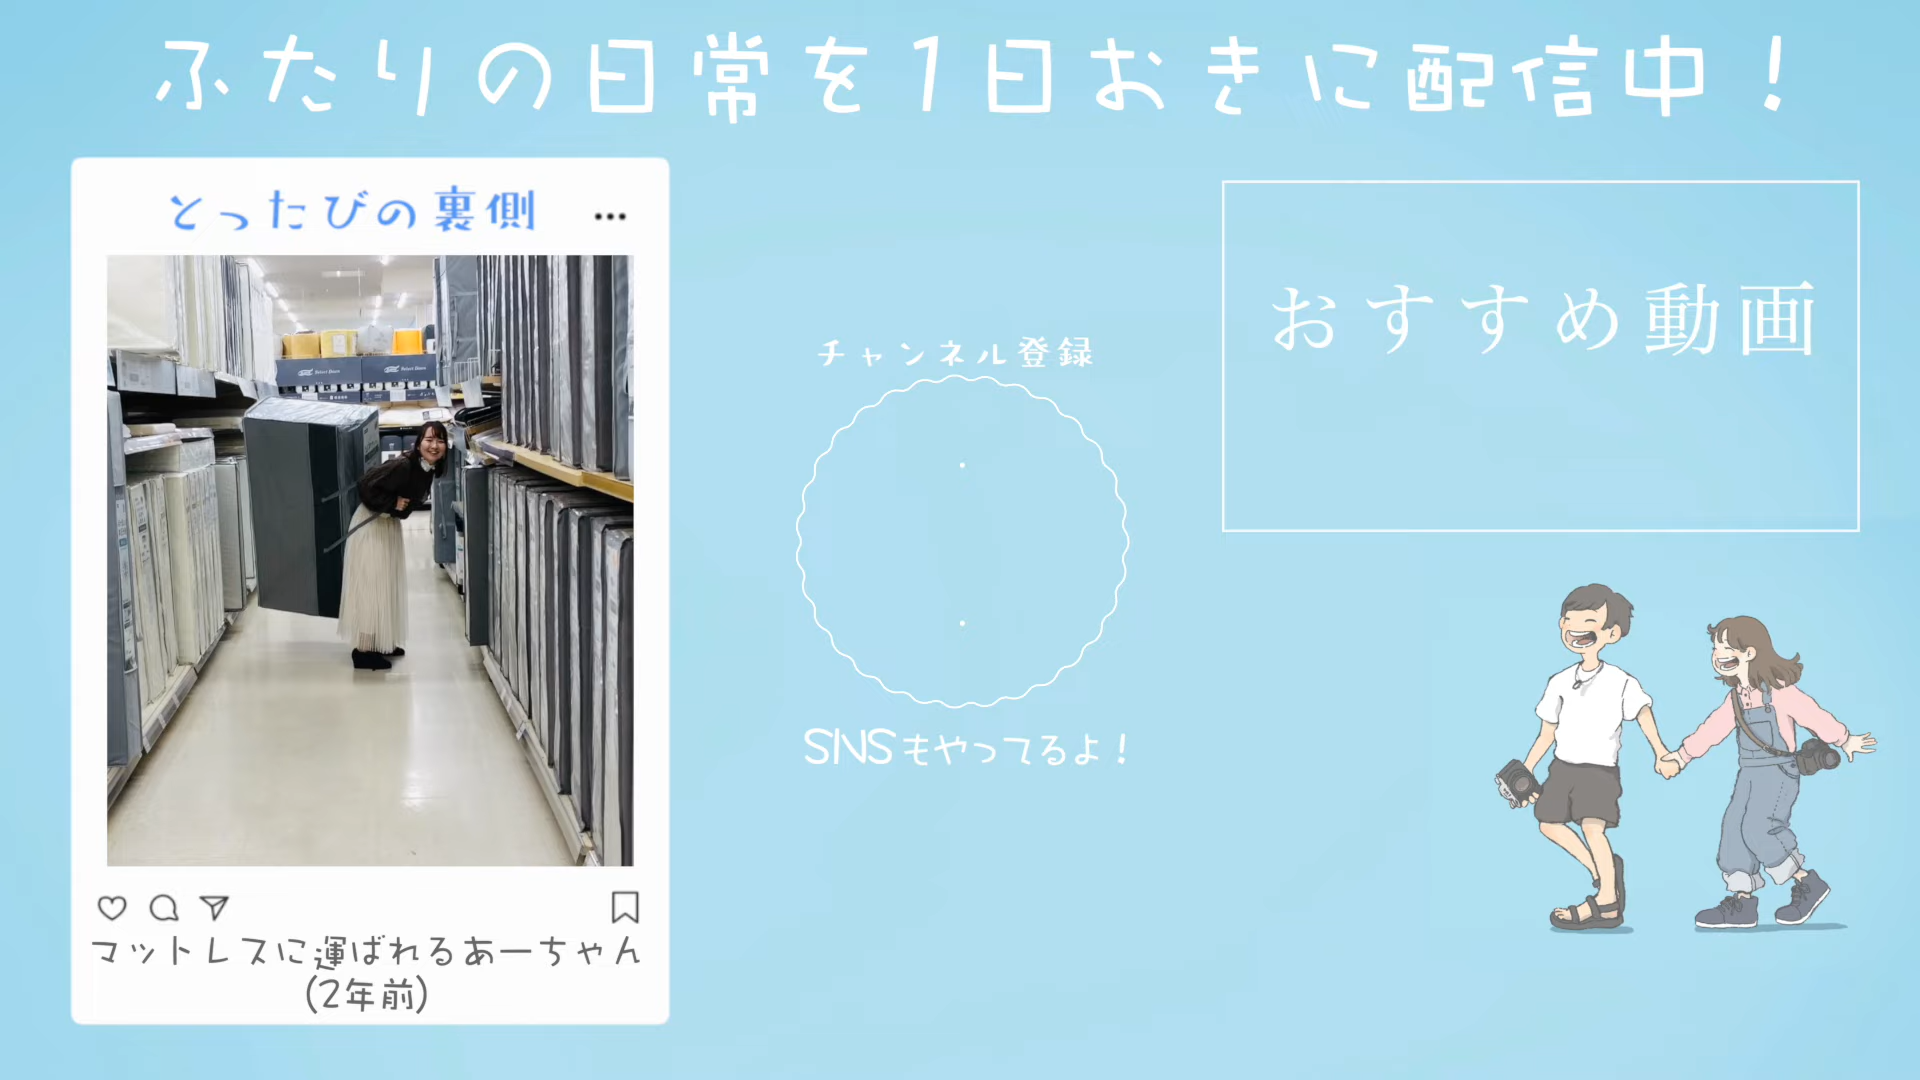 ふたりの日常を1日おきに配信中！
とったびの裏側
マットレスに運ばれるあーちゃん
(2年前)
チャンネル登録
SNSもやってるよ！
おすすめ動画